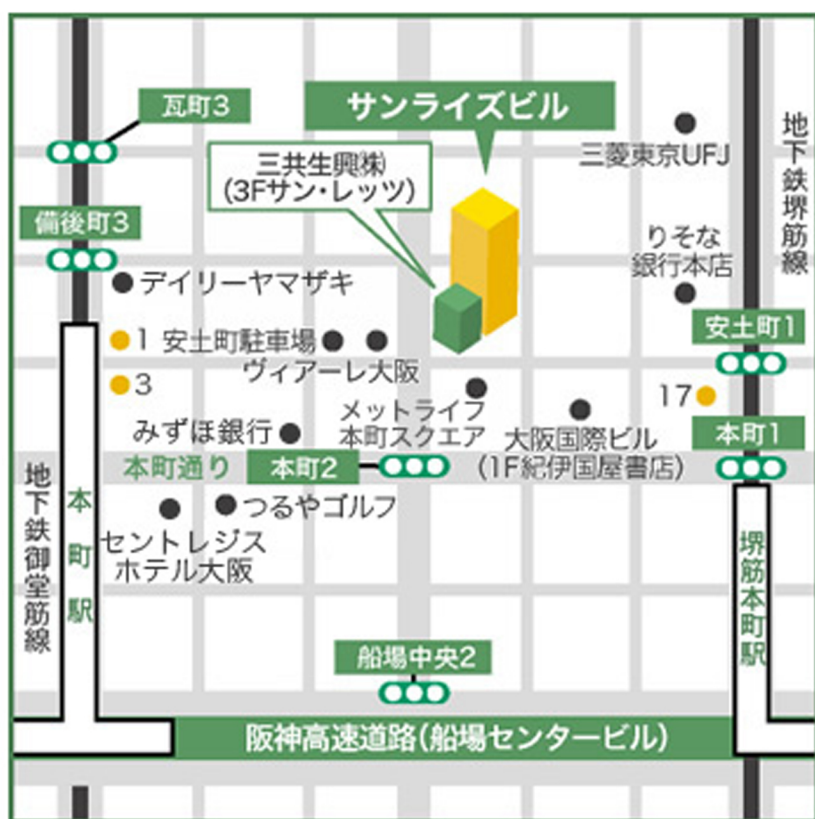 瓦町3
サンライズビル
三菱東京UFJ
地下鉄堺筋線
三共生興㈱
(3Fサン・レッツ)
備後町3
りそな
銀行本店
デイリーヤマザキ
1
安土町駐車場
ヴィアーレ大阪
安土町1
3
メットライフ
本町スクエア
17
みずほ銀行
大阪国際ビル
(1F紀伊国屋書店)
本町1
本町通り
本町2
地下鉄御堂筋線
本町駅
つるやゴルフ
セントレジス
ホテル大阪
堺筋本町駅
船場中央2
阪神高速道路(船場センタービル)